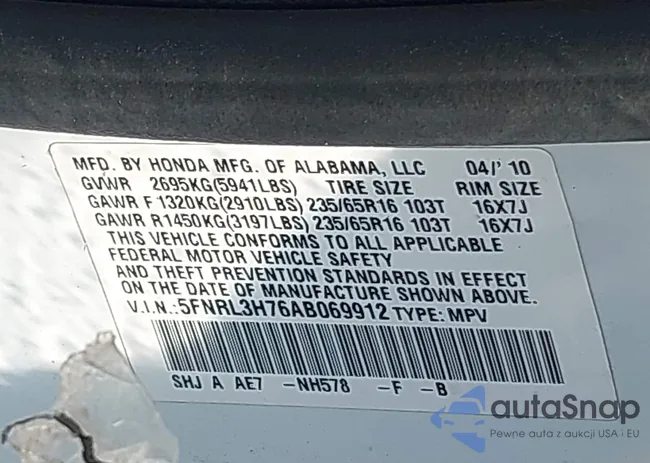 MFD. BY HONDA MFG. OF ALABAMA, LLC 04/'10
GVWR 2695KG(5941LBS) TIRE SIZE RIM SIZE
GAWR F 1320KG(2910LBS) 235/65R16 103T 16X7J
GAWR R1450KG(3197LBS) 235/65R16 103T 16X7J
THIS VEHICLE CONFORMS TO ALL APPLICABLE
FEDERAL MOTOR VEHICLE SAFETY
AND THEFT PREVENTION STANDARDS IN EFFECT
ON THE DATE OF MANUFACTURE SHOWN ABOVE.
V.I.N.:5FNRL3H76AB069912 TYPE: MPV
SHJ A AE7 -NH578 -F -B
autaSnap
Pewne auta z aukcji USA i EU